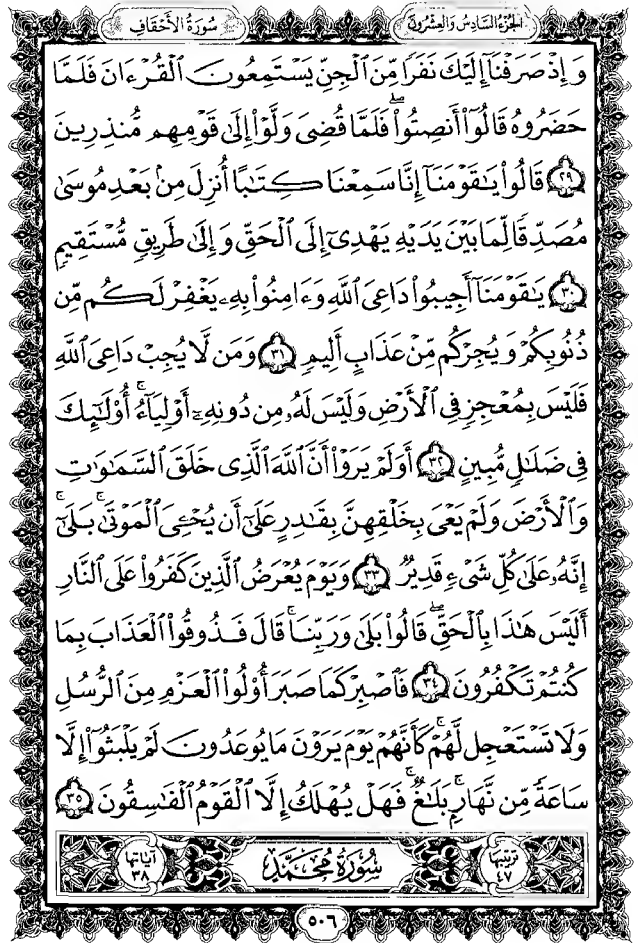 الجزء السادس والعشرون
سورة الأحقاف
وَإِذْ صَرَفْنَآ إِلَيْكَ نَفَرًا مِّنَ ٱلْجِنِّ يَسْتَمِعُونَ ٱلْقُرْءَانَ فَلَمَّا
حَضَرُوهُ قَالُوٓا۟ أَنصِتُوا۟ ۖ فَلَمَّا قُضِىَ وَلَّوْا۟ إِلَىٰ قَوْمِهِم مُّنذِرِينَ
٢٩ قَالُوا۟ يَـٰقَوْمَنَآ إِنَّا سَمِعْنَا كِتَـٰبًا أُنزِلَ مِنۢ بَعْدِ مُوسَىٰ
مُصَدِّقًا لِّمَا بَيْنَ يَدَيْهِ يَهْدِىٓ إِلَى ٱلْحَقِّ وَإِلَىٰ طَرِيقٍ مُّسْتَقِيمٍ
٣٠ يَـٰقَوْمَنَآ أَجِيبُوا۟ دَاعِىَ ٱللَّهِ وَءَامِنُوا۟ بِهِۦ يَغْفِرْ لَكُم مِّن
ذُنُوبِكُمْ وَيُجِرْكُم مِّنْ عَذَابٍ أَلِيمٍ ٣١ وَمَن لَّا يُجِبْ دَاعِىَ ٱللَّهِ
فَلَيْسَ بِمُعْجِزٍ فِى ٱلْأَرْضِ وَلَيْسَ لَهُۥ مِن دُونِهِۦٓ أَوْلِيَآءُ ۚ أُو۟لَـٰٓئِكَ
فِى ضَلَـٰلٍ مُّبِينٍ ٣٢ أَوَلَمْ يَرَوْا۟ أَنَّ ٱللَّهَ ٱلَّذِى خَلَقَ ٱلسَّمَـٰوَٰتِ
وَٱلْأَرْضَ وَلَمْ يَعْىَ بِخَلْقِهِنَّ بِقَـٰدِرٍ عَلَىٰٓ أَن يُحْـِۧىَ ٱلْمَوْتَىٰ ۚ بَلَىٰٓ
إِنَّهُۥ عَلَىٰ كُلِّ شَىْءٍ قَدِيرٌ ٣٣ وَيَوْمَ يُعْرَضُ ٱلَّذِينَ كَفَرُوا۟ عَلَى ٱلنَّارِ
أَلَيْسَ هَـٰذَا بِٱلْحَقِّ ۖ قَالُوا۟ بَلَىٰ وَرَبِّنَا ۚ قَالَ فَذُوقُوا۟ ٱلْعَذَابَ بِمَا
كُنتُمْ تَكْفُرُونَ ٣٤ فَٱصْبِرْ كَمَا صَبَرَ أُو۟لُوا۟ ٱلْعَزْمِ مِنَ ٱلرُّسُلِ
وَلَا تَسْتَعْجِل لَّهُمْ ۚ كَأَنَّهُمْ يَوْمَ يَرَوْنَ مَا يُوعَدُونَ لَمْ يَلْبَثُوٓا۟ إِلَّا
سَاعَةً مِّن نَّهَارٍۭ ۚ بَلَـٰغٌ ۚ فَهَلْ يُهْلَكُ إِلَّا ٱلْقَوْمُ ٱلْفَـٰسِقُونَ ٣٥
ترتيبها ٤٧ سورة محمد آياتها ٣٨
٥٠٦